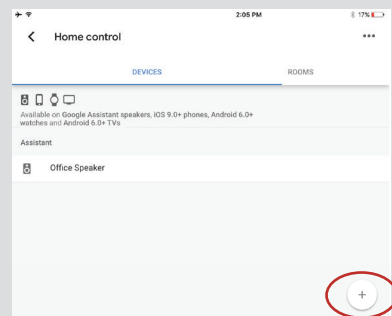 2:05 PM
17%
Home control
DEVICES
ROOMS
Available on Google Assistant speakers, iOS 9.0+ phones, Android 6.0+
watches and Android 6.0+ TVs
Assistant
Office Speaker